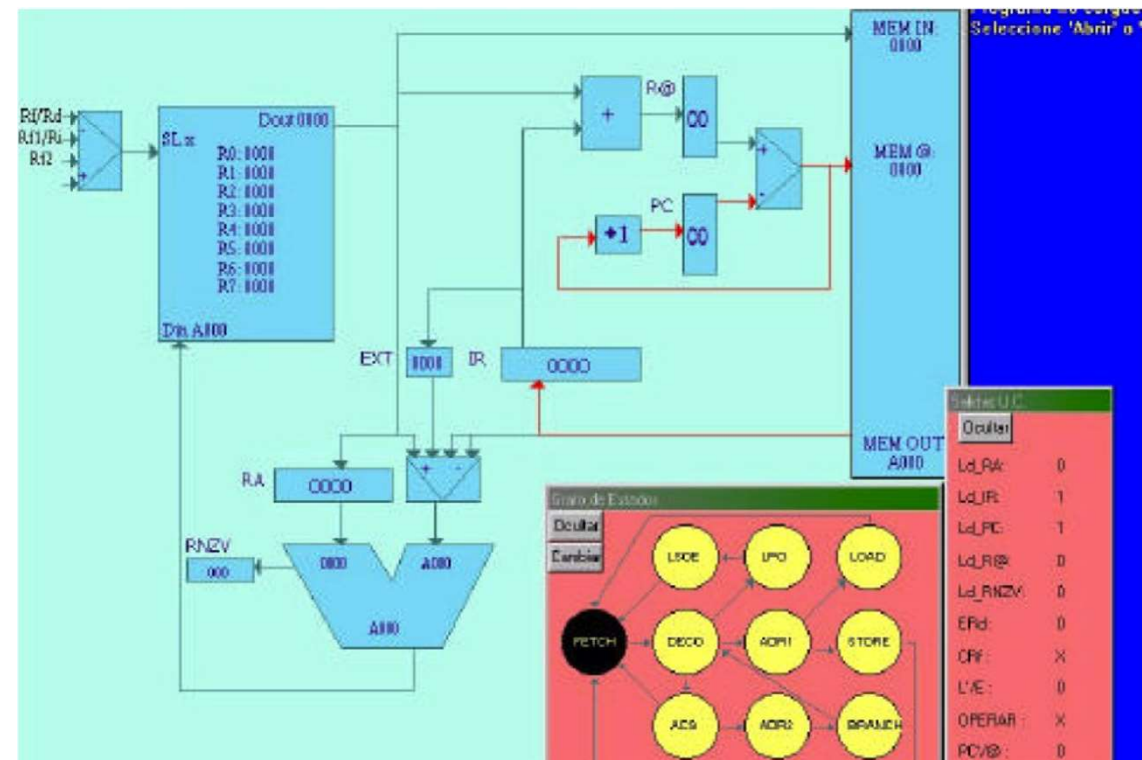 Seleccione 'Abrir' o
MEM IN:
0000
Rf/Rd
Rf1/Ri
Rf2
-
+
SL:x
Dout 0000
R0: 0000
R1: 0000
R2: 0000
R3: 0000
R4: 0000
R5: 0000
R6: 0000
R7: 0000
Din A000
+
R@
00
+
-
MEM @:
0000
PC
+1
00
EXT
0000
IR
0000
MEM OUT
A000
RA
0000
+
-
RNZV
000
0000
A000
A000
Grafo de Estados
Ocultar
Cambiar
LSOE
LPO
LOAD
FETCH
DECO
ADR1
STORE
ADR2
BRANCH
Salidas U.C.
Ocultar
Ld_RA: 0
Ld_IR: 1
Ld_PC: 1
Ld_R@: 0
Ld_RNZV: 0
ERd: 0
CRf: X
L'/E: 0
OPERAR: X
PC'/@: 0